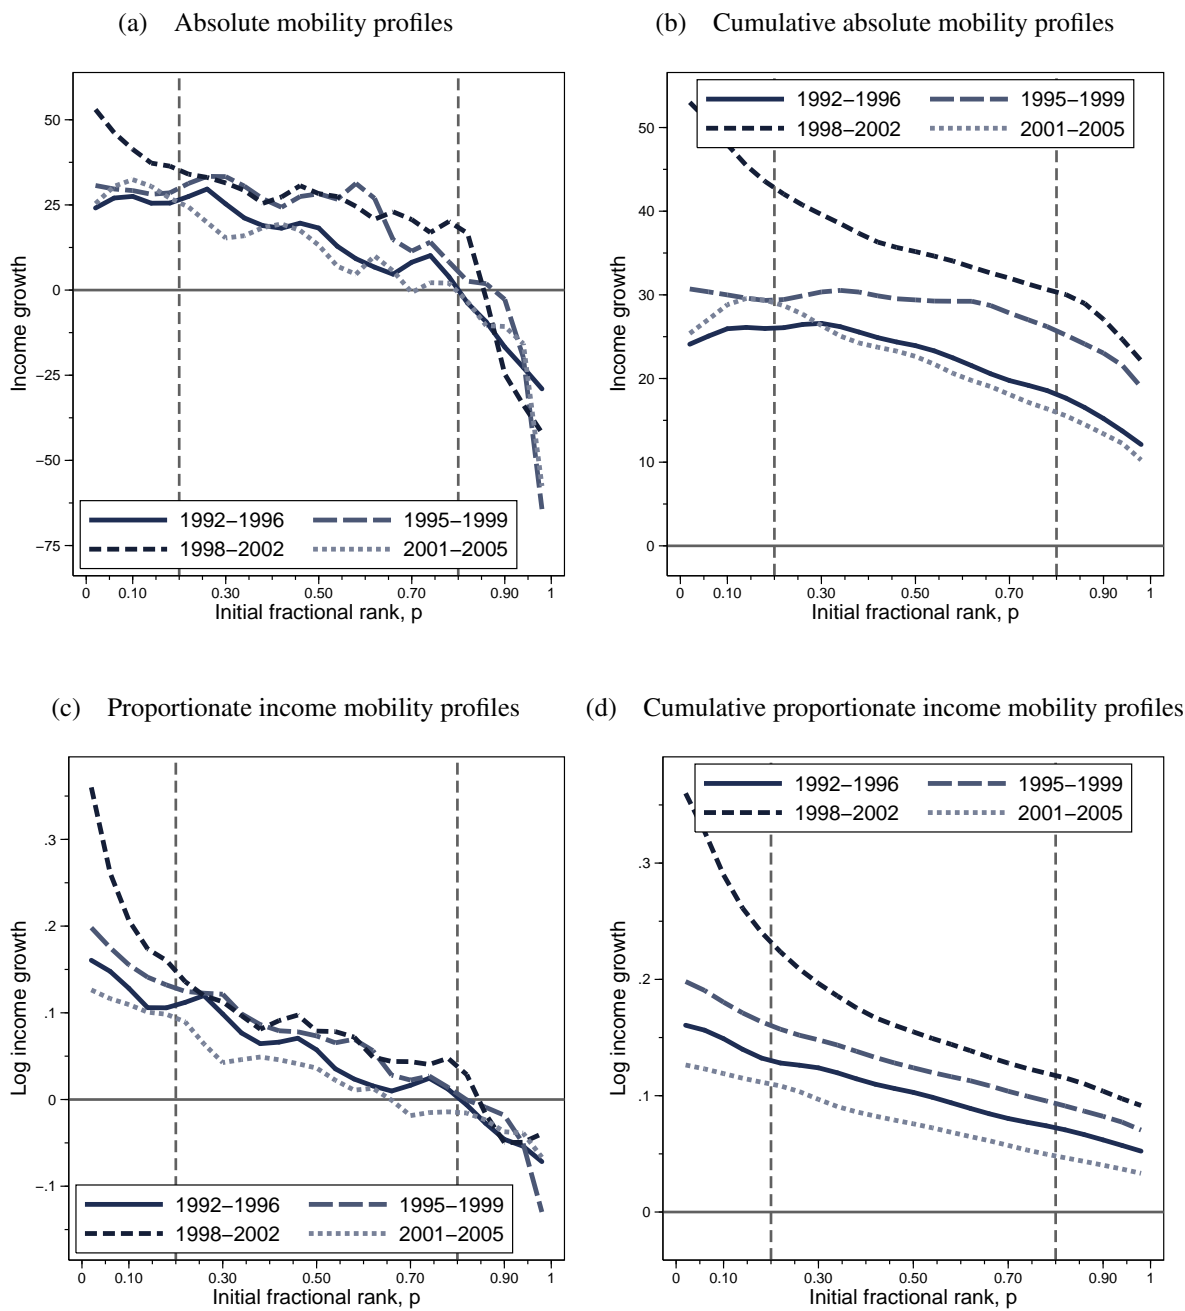 (a) Absolute mobility profiles
50
25
0
−25
−50
−75
Income growth
0 0.10 0.30 0.50 0.70 0.90 1
Initial fractional rank, p
1992−1996 1995−1999
1998−2002 2001−2005
(b) Cumulative absolute mobility profiles
1992−1996 1995−1999
1998−2002 2001−2005
50
40
30
20
10
0
Income growth
0 0.10 0.30 0.50 0.70 0.90 1
Initial fractional rank, p
(c) Proportionate income mobility profiles
.3
.2
.1
0
−.1
Log income growth
1992−1996 1995−1999
1998−2002 2001−2005
0 0.10 0.30 0.50 0.70 0.90 1
Initial fractional rank, p
(d) Cumulative proportionate income mobility profiles
1992−1996 1995−1999
1998−2002 2001−2005
.3
.2
.1
0
Log income growth
0 0.10 0.30 0.50 0.70 0.90 1
Initial fractional rank, p